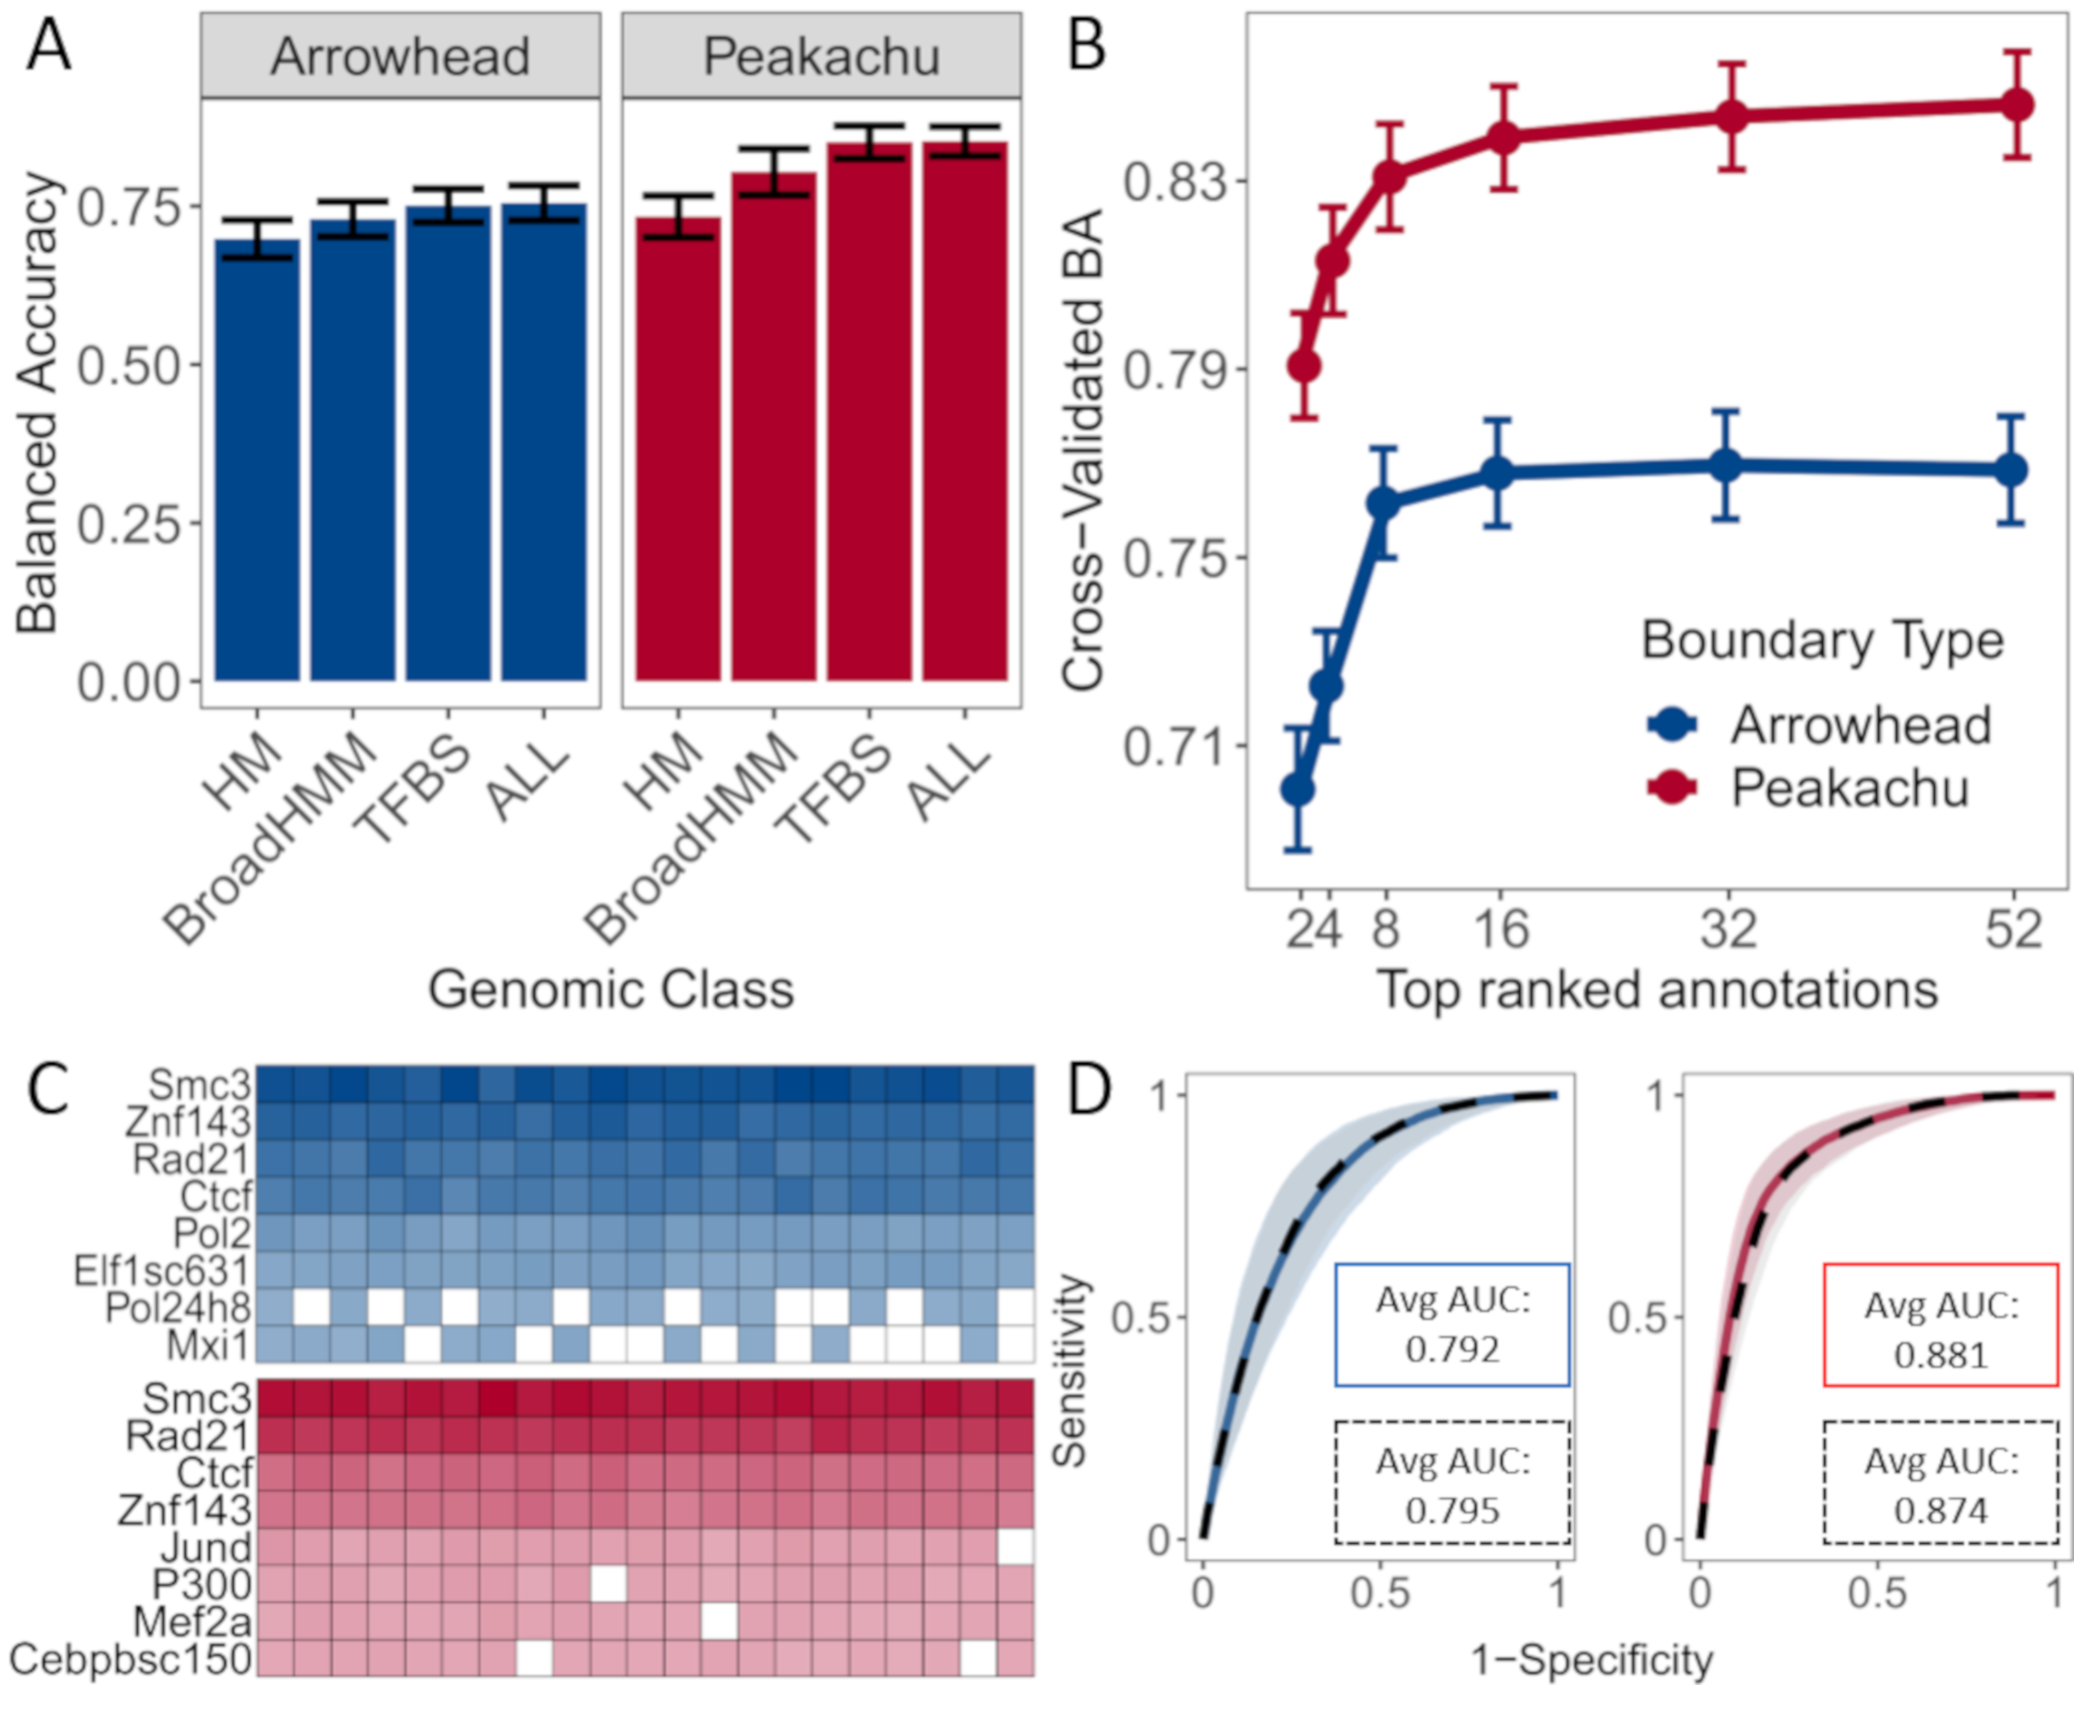 A
Arrowhead
Peakachu
Balanced Accuracy
0.75
0.50
0.25
0.00
HM
BroadHMM
TFBS
ALL
HM
BroadHMM
TFBS
ALL
Genomic Class
B
Cross-Validated BA
0.83
0.79
0.75
0.71
Boundary Type
Arrowhead
Peakachu
2 4 8 16 32 52
Top ranked annotations
C
Smc3
Znf143
Rad21
Ctcf
Pol2
Elf1sc631
Pol24h8
Mxi1
Smc3
Rad21
Ctcf
Znf143
Jund
P300
Mef2a
Cebpbsc150
D
Sensitivity
1
0.5
0
Avg AUC:
0.792
Avg AUC:
0.795
0 0.5 1
1
0.5
0
Avg AUC:
0.881
Avg AUC:
0.874
0 0.5 1
1−Specificity